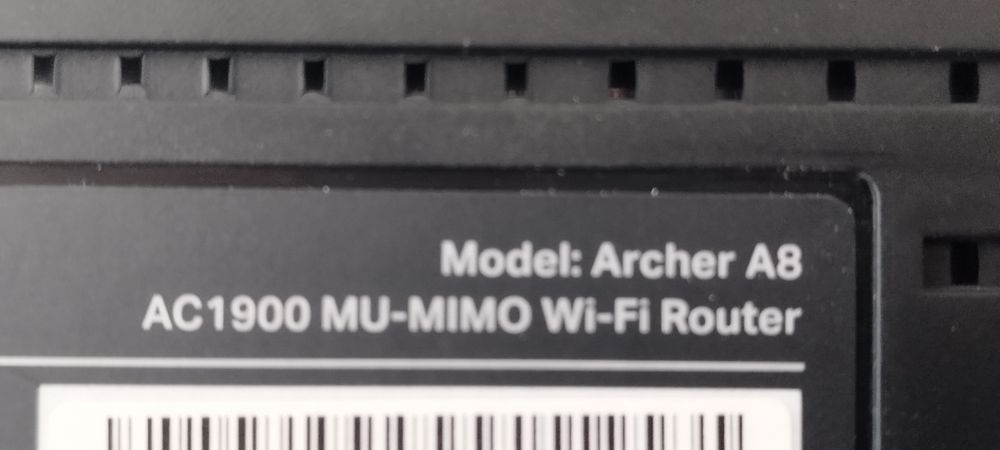 Model: Archer A8
AC1900 MU-MIMO Wi-Fi Router